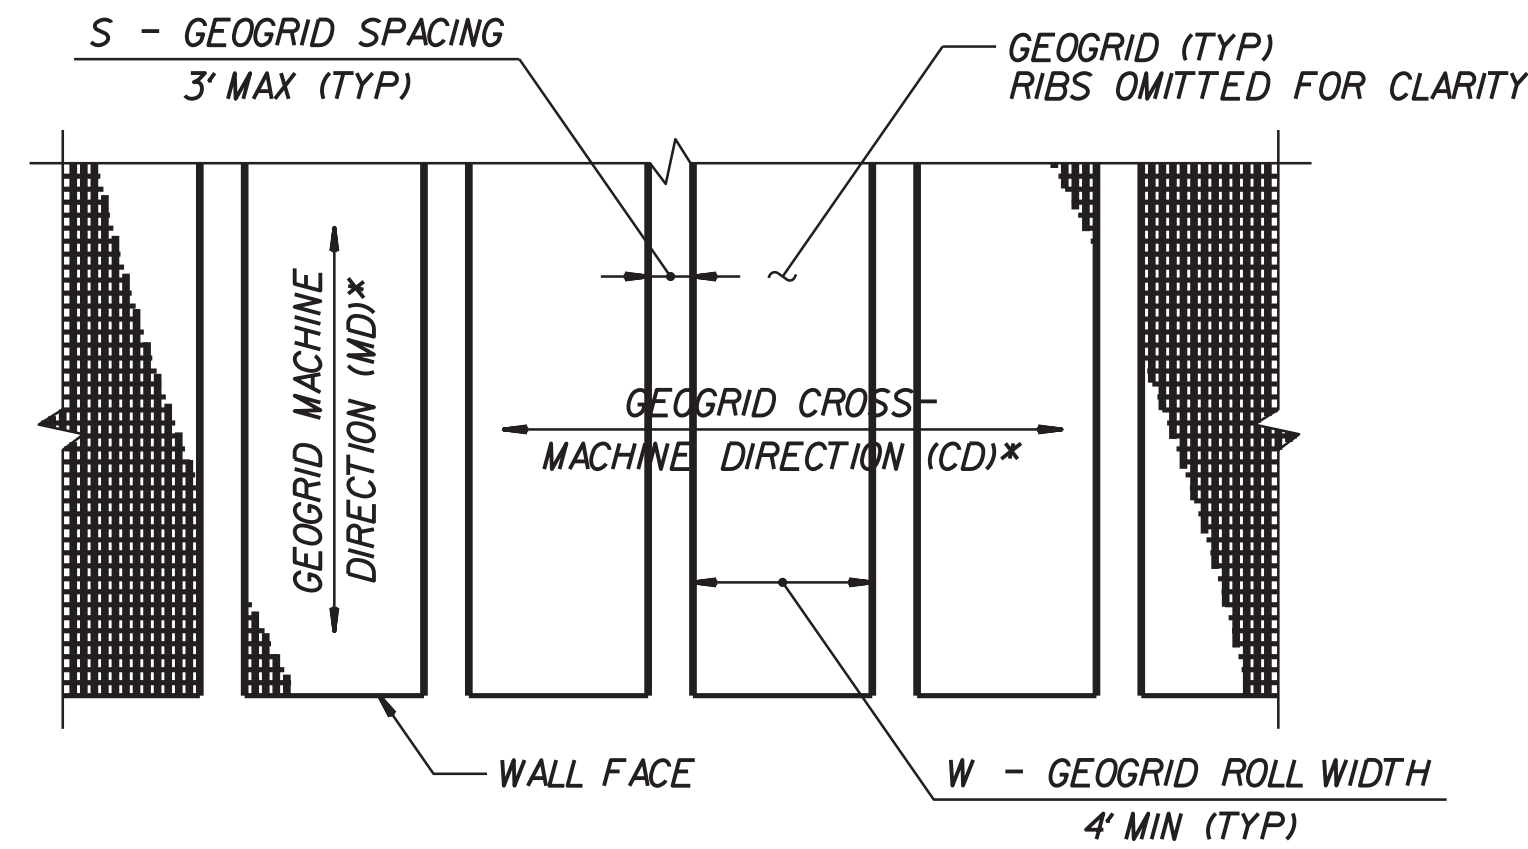 S - GEOGRID SPACING
3' MAX (TYP)
GEOGRID (TYP)
RIBS OMITTED FOR CLARITY
GEOGRID MACHINE
DIRECTION (MD)*
GEOGRID CROSS-
MACHINE DIRECTION (CD)*
WALL FACE
W - GEOGRID ROLL WIDTH
4' MIN (TYP)